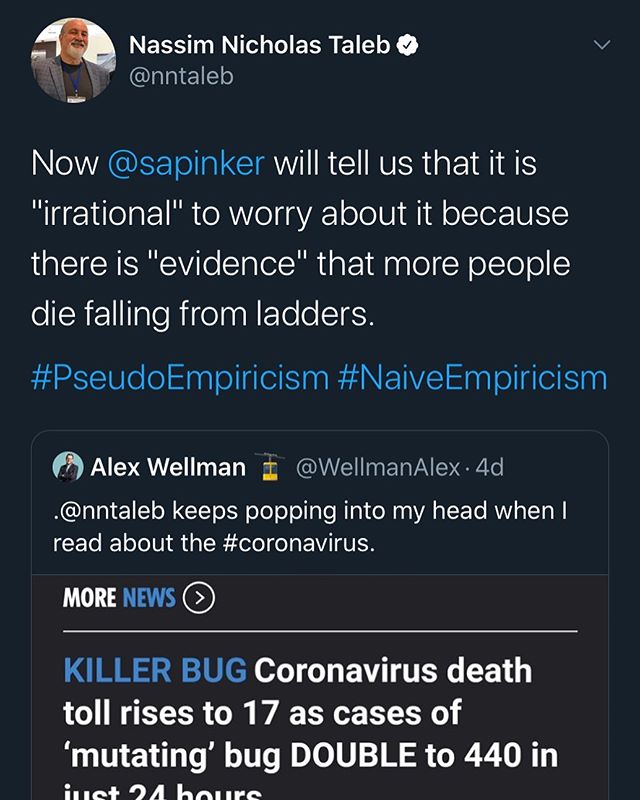 Nassim Nicholas Taleb
@nntaleb
Now @sapinker will tell us that it is
"irrational" to worry about it because
there is "evidence" that more people
die falling from ladders.
#PseudoEmpiricism #NaiveEmpiricism
Alex Wellman 🚡 @WellmanAlex · 4d
.@nntaleb keeps popping into my head when I
read about the #coronavirus.
MORE NEWS
KILLER BUG Coronavirus death
toll rises to 17 as cases of
‘mutating’ bug DOUBLE to 440 in
just 24 hours